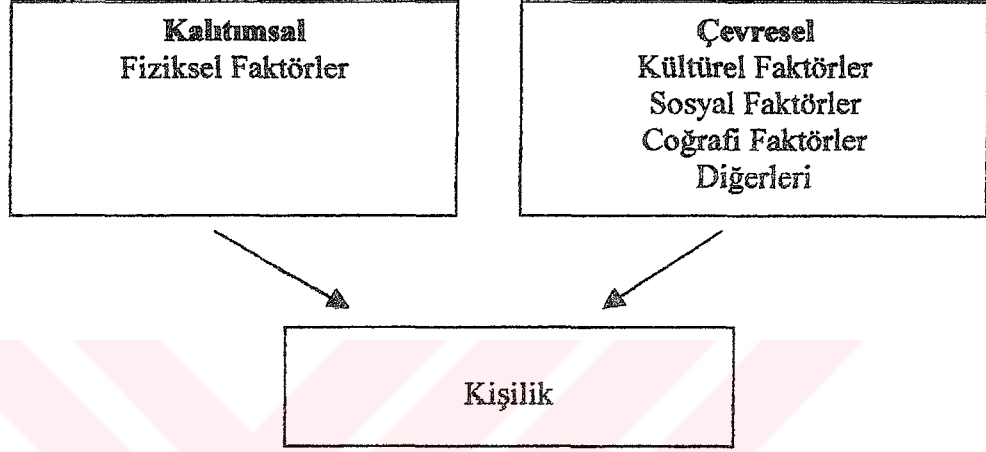 Kalıtımsal
Fiziksel Faktörler
Çevresel
Kültürel Faktörler
Sosyal Faktörler
Coğrafi Faktörler
Diğerleri
Kişilik